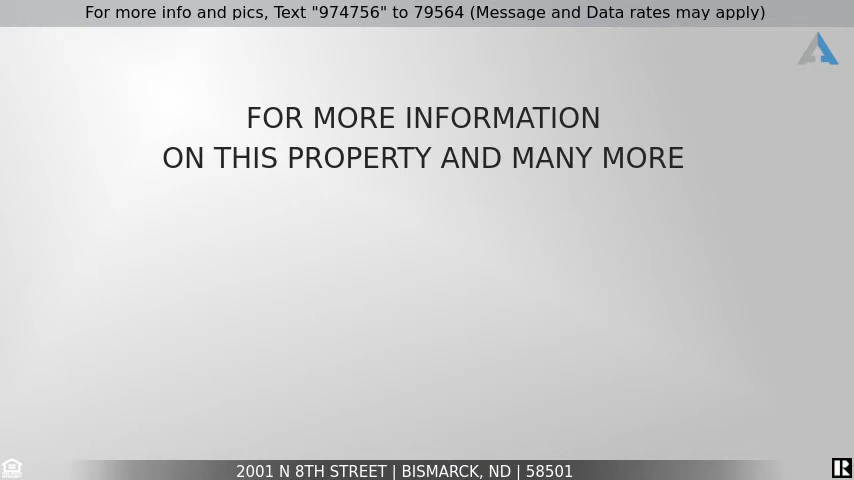 For more info and pics, Text "974756" to 79564 (Message and Data rates may apply)
FOR MORE INFORMATION
ON THIS PROPERTY AND MANY MORE
2001 N 8TH STREET | BISMARCK, ND | 58501